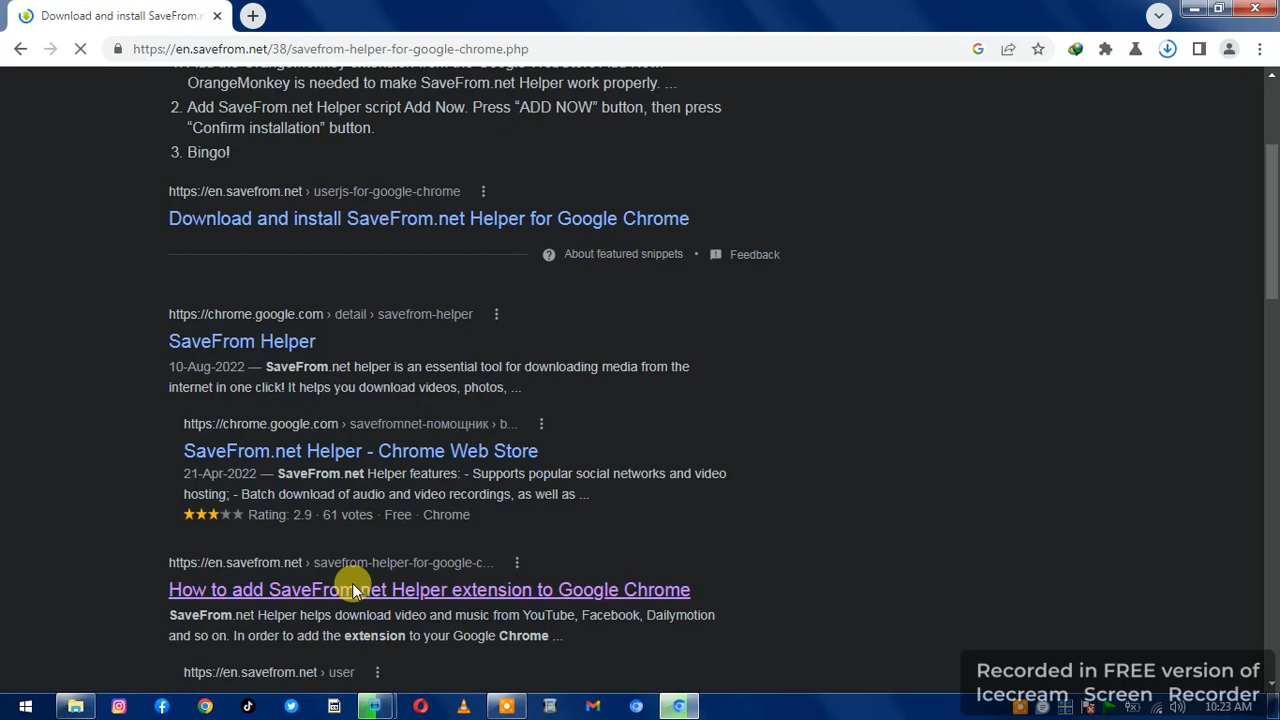 Download and install SaveFrom.
https://en.savefrom.net/38/savefrom-helper-for-google-chrome.php
OrangeMonkey is needed to make SaveFrom.net Helper work properly. ...
2. Add SaveFrom.net Helper script Add Now. Press “ADD NOW” button, then press
“Confirm installation” button.
3. Bingo!
https://en.savefrom.net › userjs-for-google-chrome
Download and install SaveFrom.net Helper for Google Chrome
About featured snippets • Feedback
https://chrome.google.com › detail › savefrom-helper
SaveFrom Helper
10-Aug-2022 — SaveFrom.net helper is an essential tool for downloading media from the
internet in one click! It helps you download videos, photos, ...
https://chrome.google.com › savefromnet-помощник › b...
SaveFrom.net Helper - Chrome Web Store
21-Apr-2022 — SaveFrom.net Helper features: - Supports popular social networks and video
hosting; - Batch download of audio and video recordings, as well as ...
Rating: 2.9 · 61 votes · Free · Chrome
https://en.savefrom.net › savefrom-helper-for-google-c...
How to add SaveFrom.net Helper extension to Google Chrome
SaveFrom.net Helper helps download video and music from YouTube, Facebook, Dailymotion
and so on. In order to add the extension to your Google Chrome ...
https://en.savefrom.net › user
Recorded in FREE version of
Icecream Screen Recorder
10:23 AM